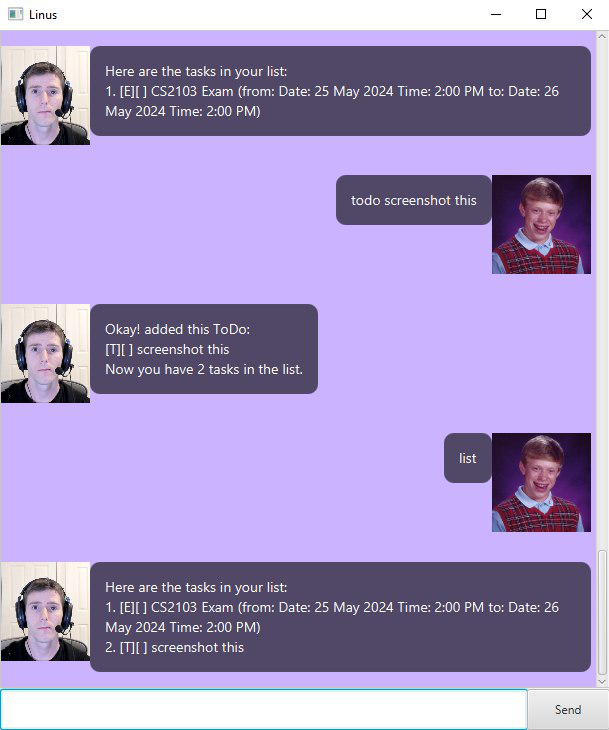 Linus
Here are the tasks in your list:
1. [E][ ] CS2103 Exam (from: Date: 25 May 2024 Time: 2:00 PM to: Date: 26
May 2024 Time: 2:00 PM)
todo screenshot this
Okay! added this ToDo:
[T][ ] screenshot this
Now you have 2 tasks in the list.
list
Here are the tasks in your list:
1. [E][ ] CS2103 Exam (from: Date: 25 May 2024 Time: 2:00 PM to: Date: 26
May 2024 Time: 2:00 PM)
2. [T][ ] screenshot this
Send